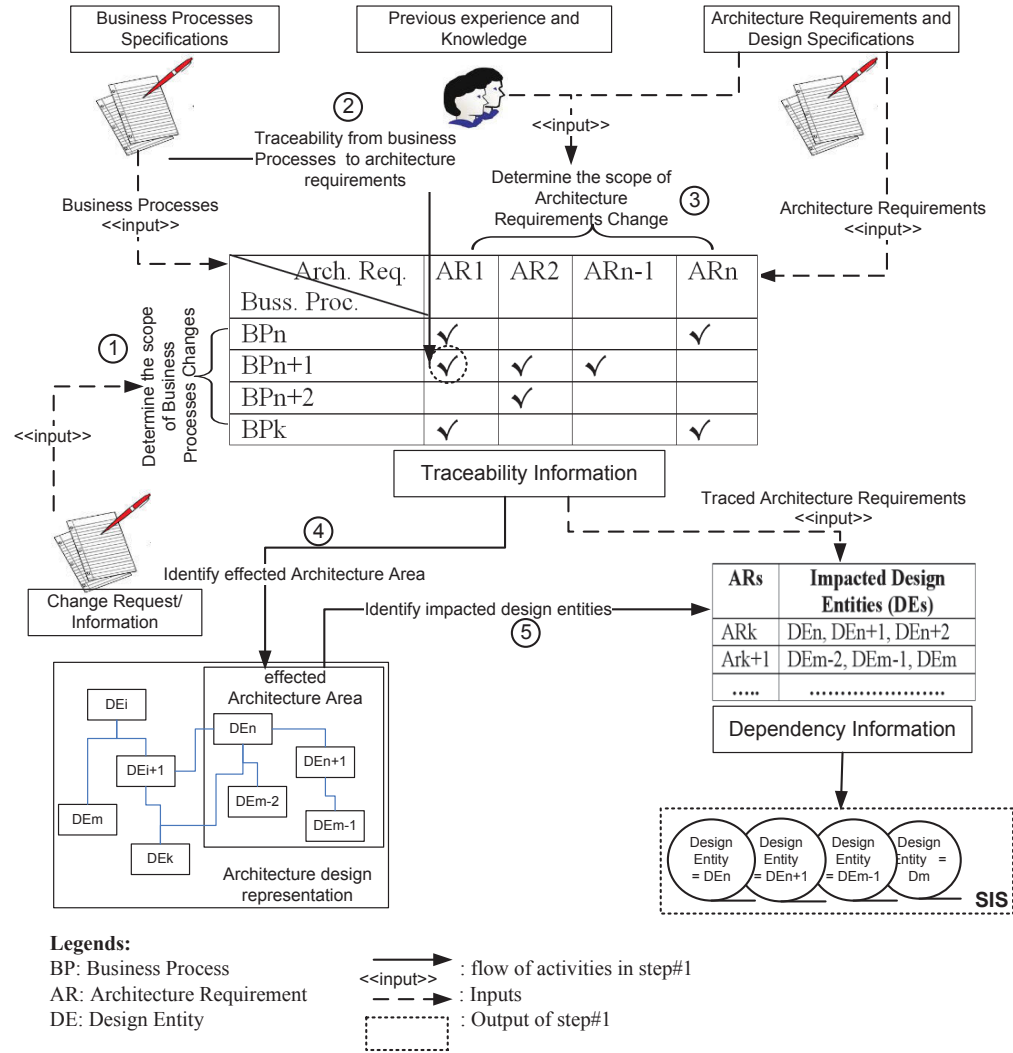 Business Processes
Specifications
Previous experience and
Knowledge
Architecture Requirements and
Design Specifications
2
Traceability from business
Processes to architecture
requirements
<<input>>
Determine the scope of
Architecture
Requirements Change
3
Business Processes
<<input>>
Architecture Requirements
<<input>>
Arch. Req.
Buss. Proc.
AR1
AR2
ARn-1
ARn
BPn
✓ ✓
BPn+1
✓ ✓ ✓
BPn+2
✓
BPk
✓ ✓
1
Determine the scope
of Business
Processes Changes
<<input>>
Change Request/
Information
Traceability Information
4
Identify effected Architecture Area
Traced Architecture Requirements
<<input>>
Identify impacted design entities
5
ARs
Impacted Design
Entities (DEs)
ARk
DEn, DEn+1, DEn+2
Ark+1
DEm-2, DEm-1, DEm
.....
......................
Dependency Information
effected
Architecture Area
DEi
DEn
DEi+1
DEn+1
DEm-2
DEm
DEm-1
DEk
Architecture design
representation
Design
Entity
= DEn
Design
Entity
= DEn+1
Design
Entity
= DEm-1
Design
Entity =
Dm
SIS
Legends:
BP: Business Process
: flow of activities in step#1
AR: Architecture Requirement
<<input>>
: Inputs
DE: Design Entity
: Output of step#1